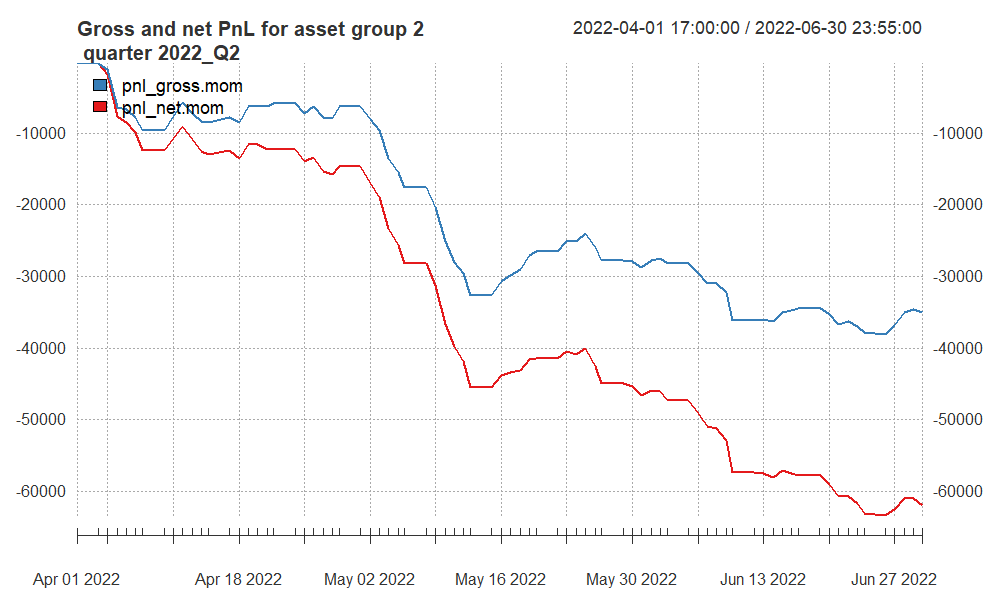 Gross and net PnL for asset group 2
quarter 2022_Q2
2022-04-01 17:00:00 / 2022-06-30 23:55:00
pnl_gross.mom
pnl_net.mom
-10000 -10000
-20000 -20000
-30000 -30000
-40000 -40000
-50000 -50000
-60000 -60000
Apr 01 2022 Apr 18 2022 May 02 2022 May 16 2022 May 30 2022 Jun 13 2022 Jun 27 2022